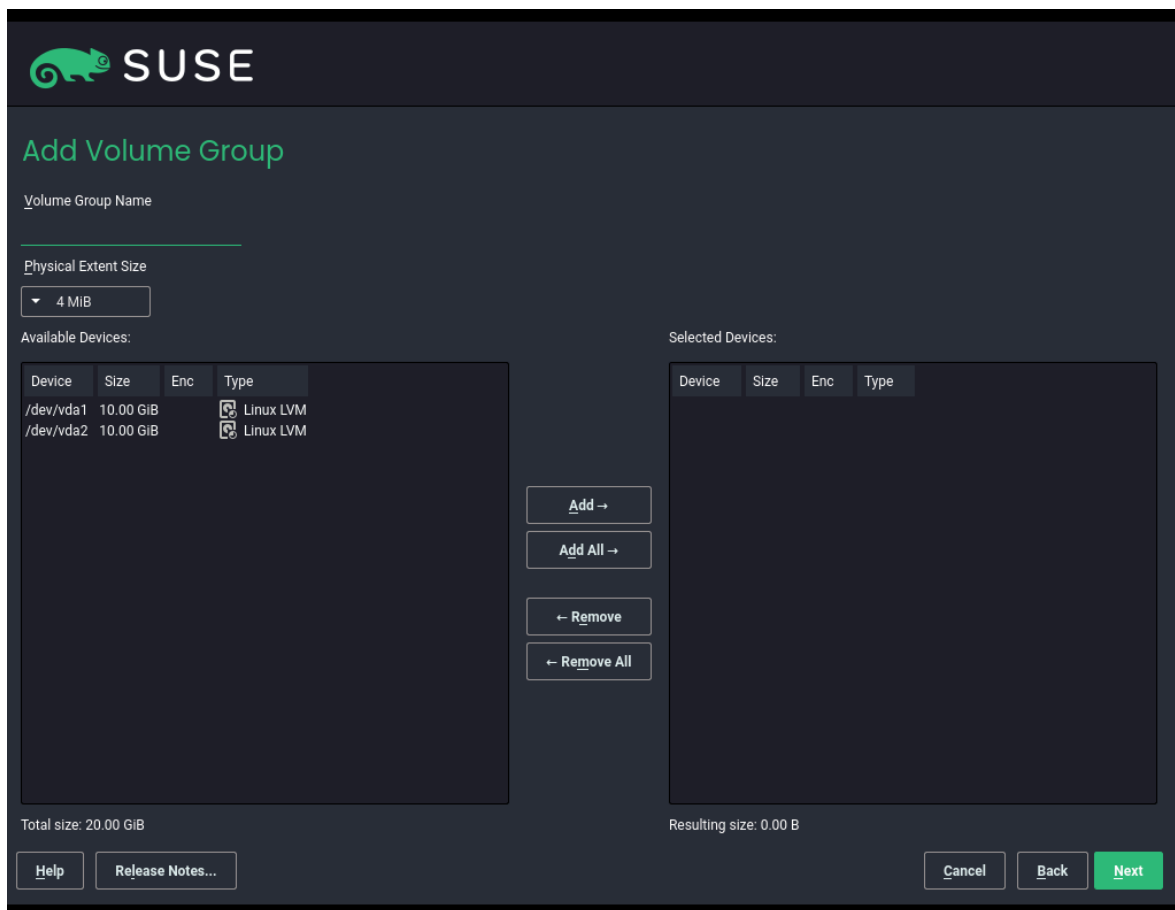 SUSE
Add Volume Group
Volume Group Name
Physical Extent Size
4 MiB
Available Devices:
Device Size Enc Type
/dev/vda1 10.00 GiB Linux LVM
/dev/vda2 10.00 GiB Linux LVM
Total size: 20.00 GiB
Add →
Add All →
← Remove
← Remove All
Selected Devices:
Device Size Enc Type
Resulting size: 0.00 B
Help Release Notes... Cancel Back Next